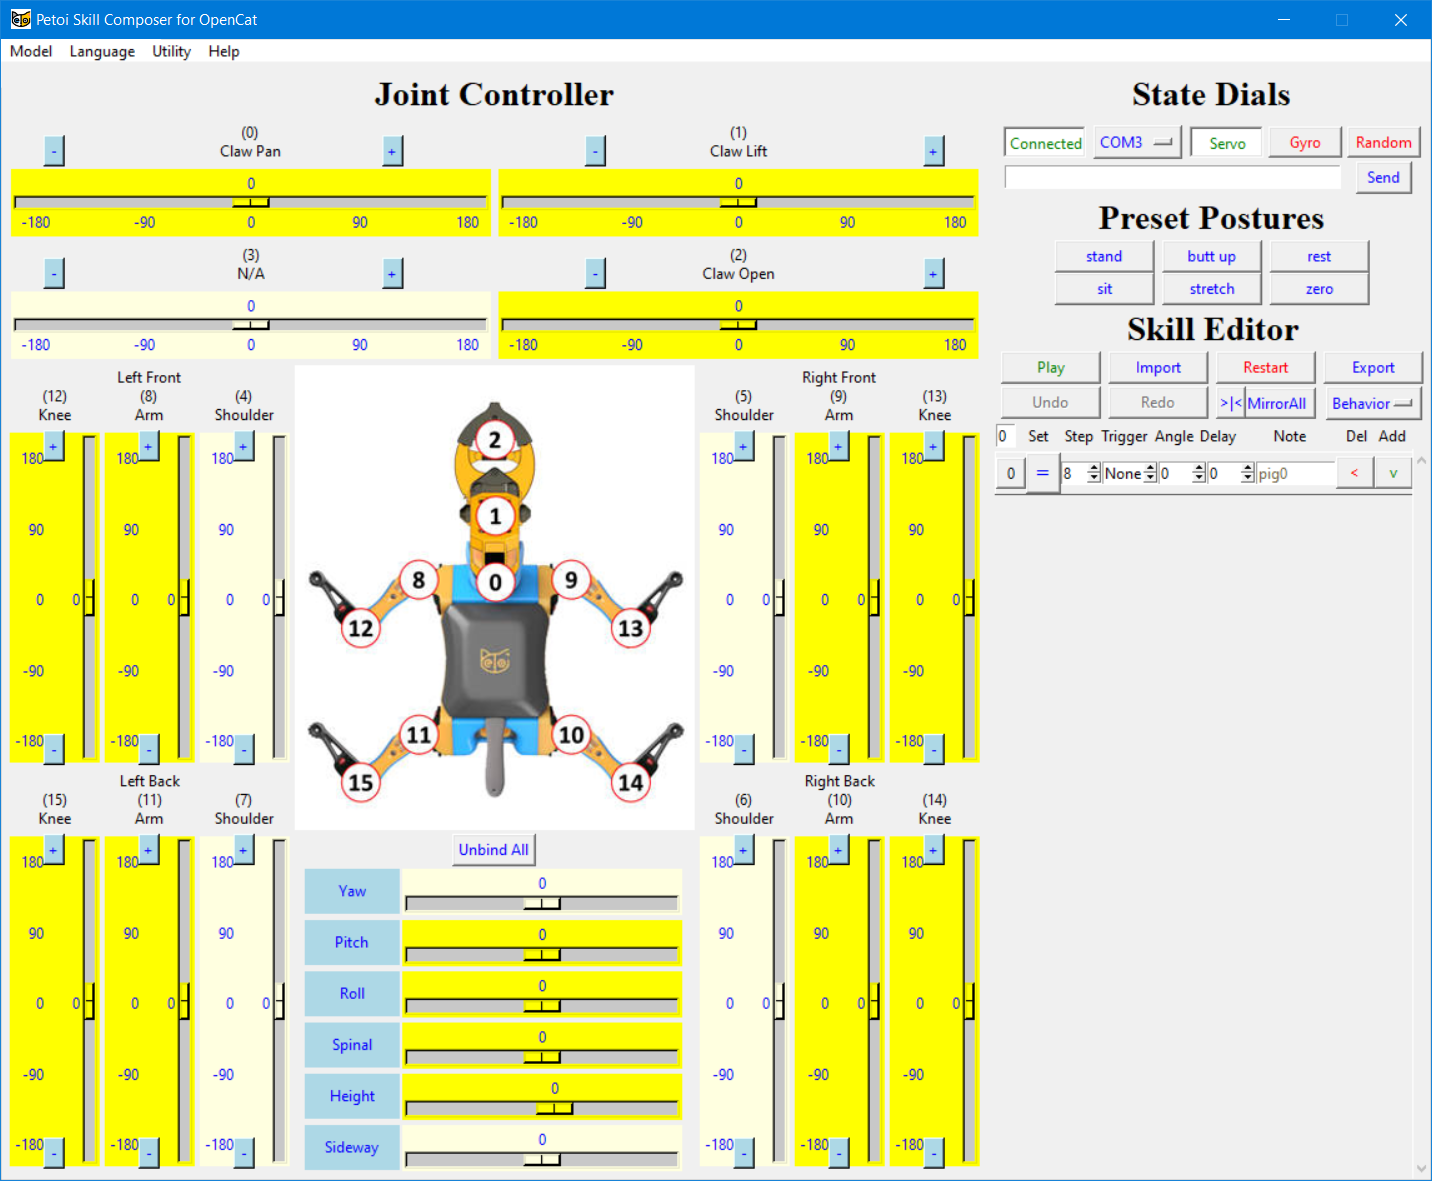 Petoi Skill Composer for OpenCat
Model Language Utility Help
Joint Controller
(0)
- Claw Pan +
0
-180 -90 0 90 180
(1)
- Claw Lift +
0
-180 -90 0 90 180
(3)
- N/A +
0
-180 -90 0 90 180
(2)
- Claw Open +
0
-180 -90 0 90 180
Left Front
(12) (8) (4)
Knee Arm Shoulder
+ + +
180 180 180
90 90 90
0 0 0 0 0 0
-90 -90 -90
-180 -180 -180
- - -
2
1
8 0 9
12 13
11 10
15 14
Right Front
(5) (9) (13)
Shoulder Arm Knee
+ + +
180 180 180
90 90 90
0 0 0 0 0 0
-90 -90 -90
-180 -180 -180
- - -
Left Back
(15) (11) (7)
Knee Arm Shoulder
+ + +
180 180 180
90 90 90
0 0 0 0 0 0
-90 -90 -90
-180 -180 -180
- - -
Unbind All
Yaw 0
Pitch 0
Roll 0
Spinal 0
Height 0
Sideway 0
Right Back
(6) (10) (14)
Shoulder Arm Knee
+ + +
180 180 180
90 90 90
0 0 0 0 0 0
-90 -90 -90
-180 -180 -180
- - -
State Dials
Connected COM3 Servo Gyro Random
Send
Preset Postures
stand butt up rest
sit stretch zero
Skill Editor
Play Import Restart Export
Undo Redo >|< MirrorAll Behavior
0 Set Step Trigger Angle Delay Note Del Add
0 = 8 None 0 0 pig0 < v